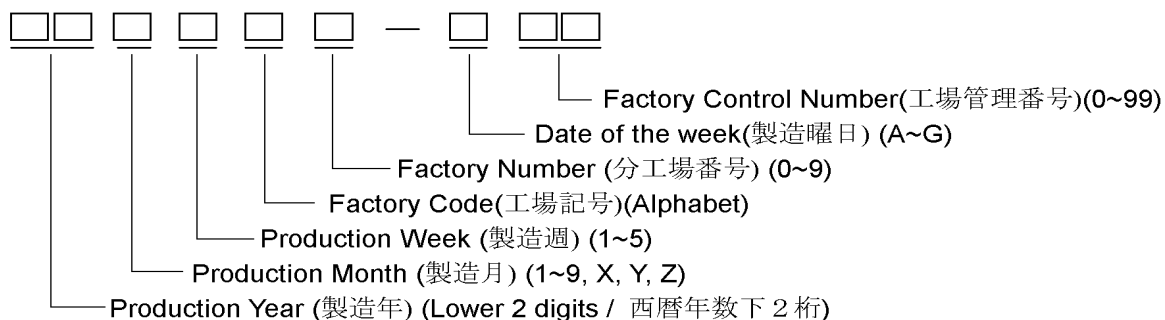 Factory Control Number(工場管理番号)(0~99)
Date of the week(製造曜日) (A~G)
Factory Number (分工場番号) (0~9)
Factory Code(工場記号)(Alphabet)
Production Week (製造週) (1~5)
Production Month (製造月) (1~9, X, Y, Z)
Production Year (製造年) (Lower 2 digits / 西暦年数下２桁)